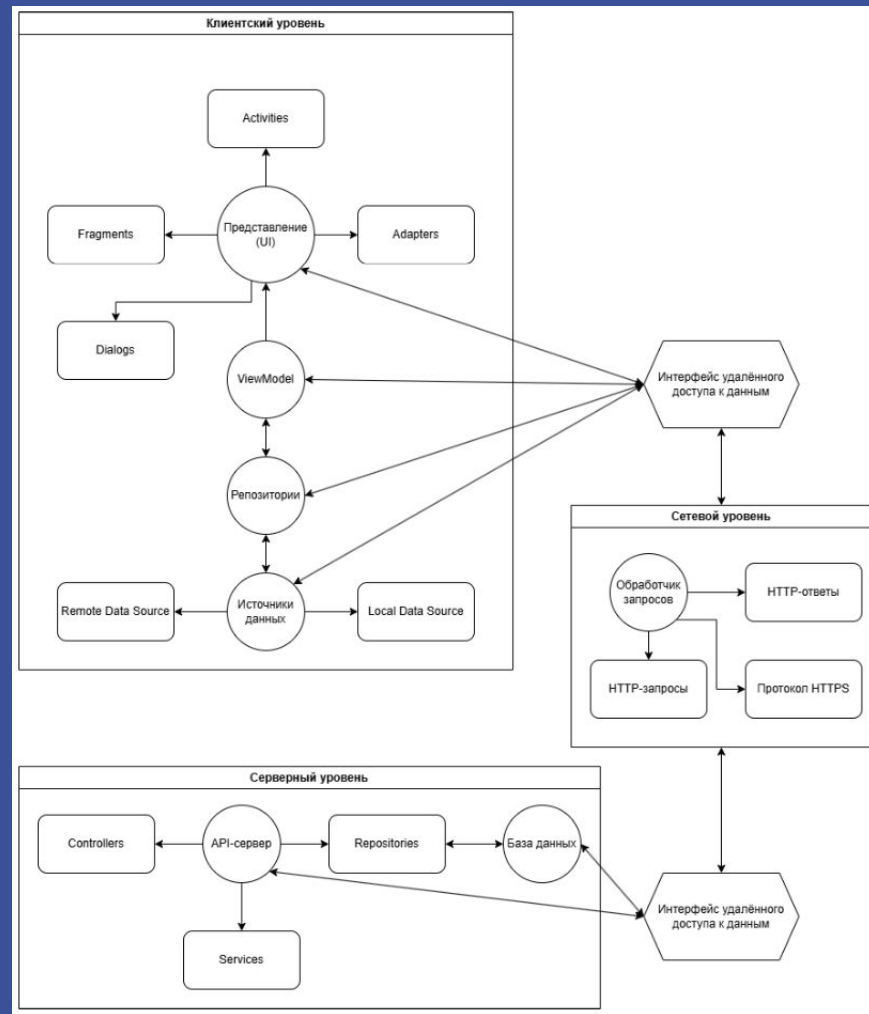 Клиентский уровень
Activities
Fragments
Представление
(UI)
Adapters
Dialogs
ViewModel
Интерфейс удалённого
доступа к данным
Репозитории
Remote Data Source
Источники
данных
Local Data Source
Сетевой уровень
Обработчик
запросов
HTTP-ответы
HTTP-запросы
Протокол HTTPS
Серверный уровень
Controllers
API-сервер
Repositories
База данных
Services
Интерфейс удалённого
доступа к данным